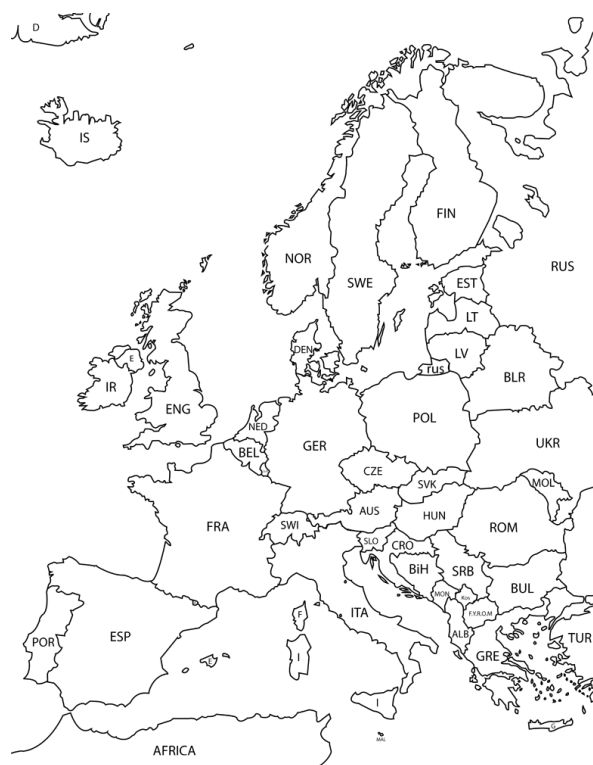 D
IS
FIN
NOR
RUS
SWE
EST
LT
DEN
E
LV
rus
IR
BLR
ENG
POL
NED
GER
UKR
BEL
CZE
SVK
MOL
AUS
HUN
FRA
SWI
ROM
SLO
CRO
BiH
SRB
BUL
MON
Kos
F
ITA
F.Y.R.O.M
ALB
POR
ESP
TUR
E
I
GRE
I
G
MAL
AFRICA